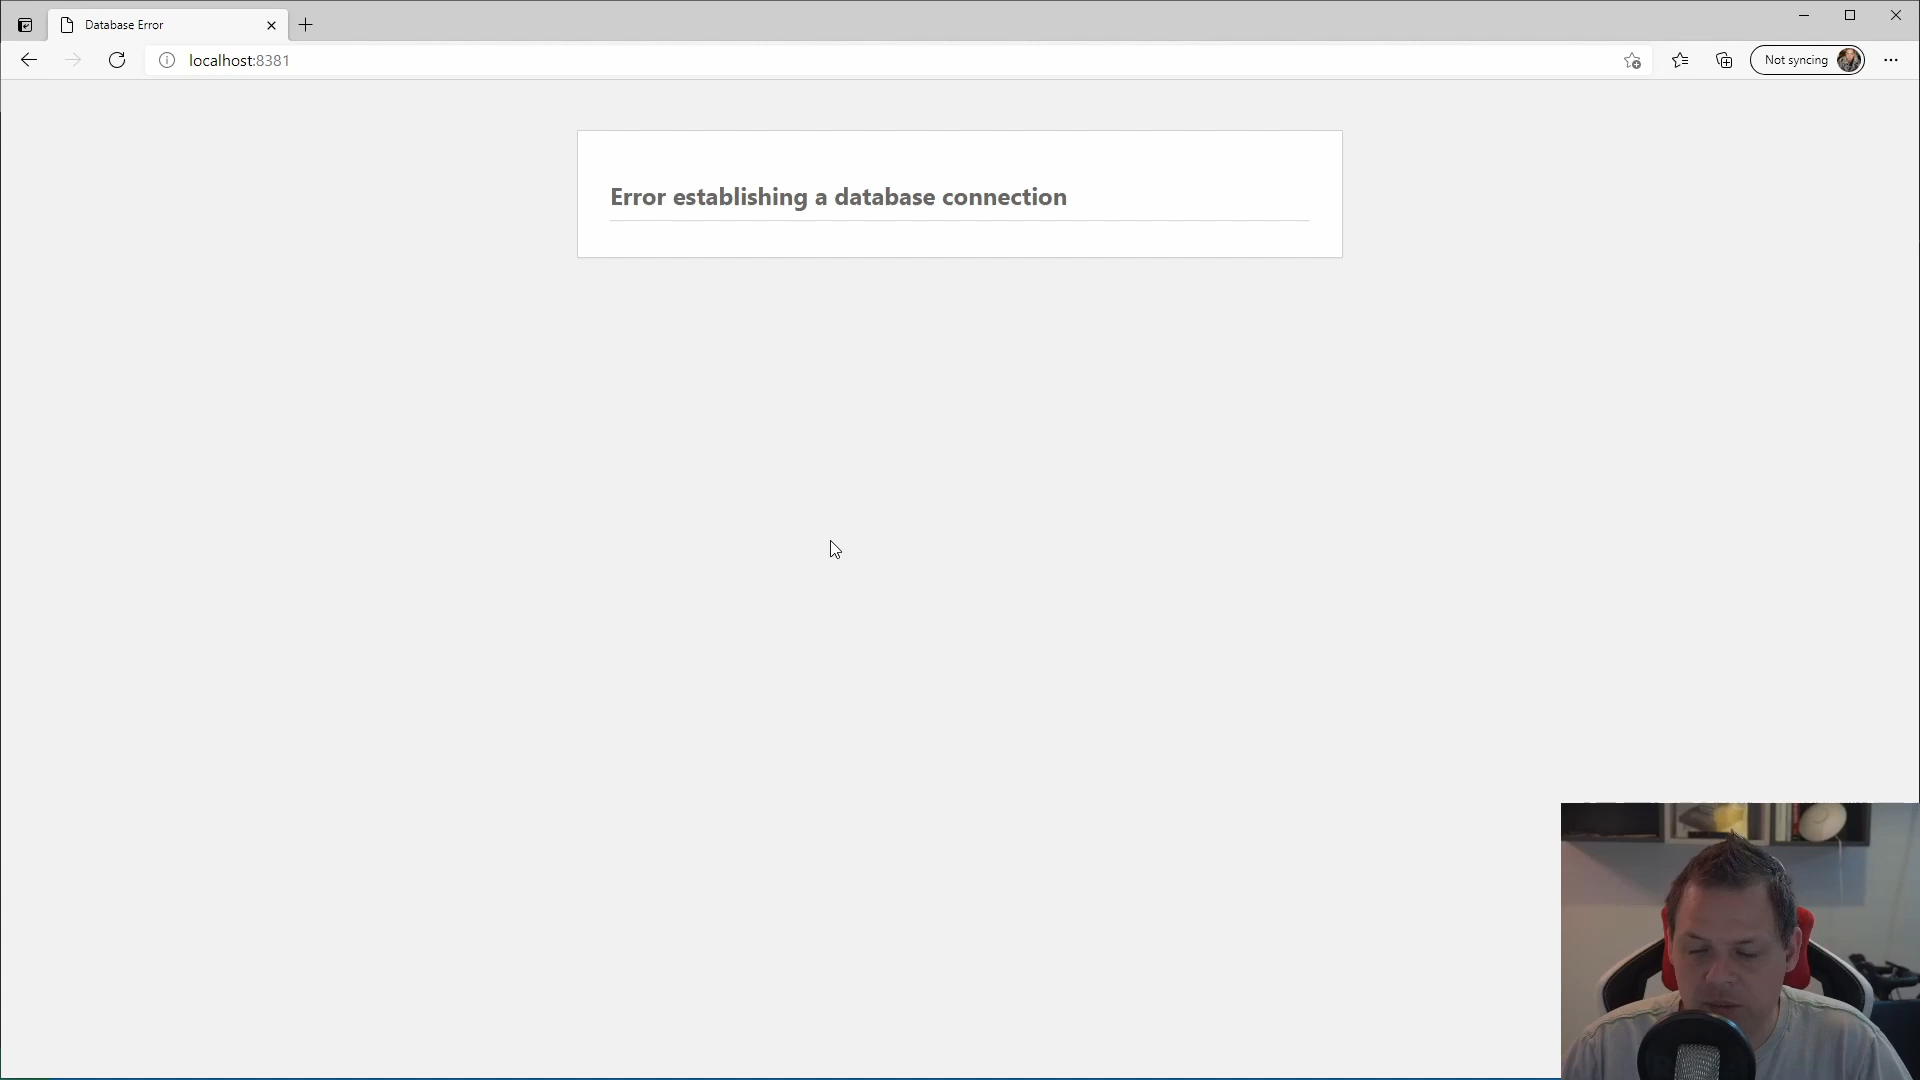 Database Error
localhost:8381
Not syncing
Error establishing a database connection